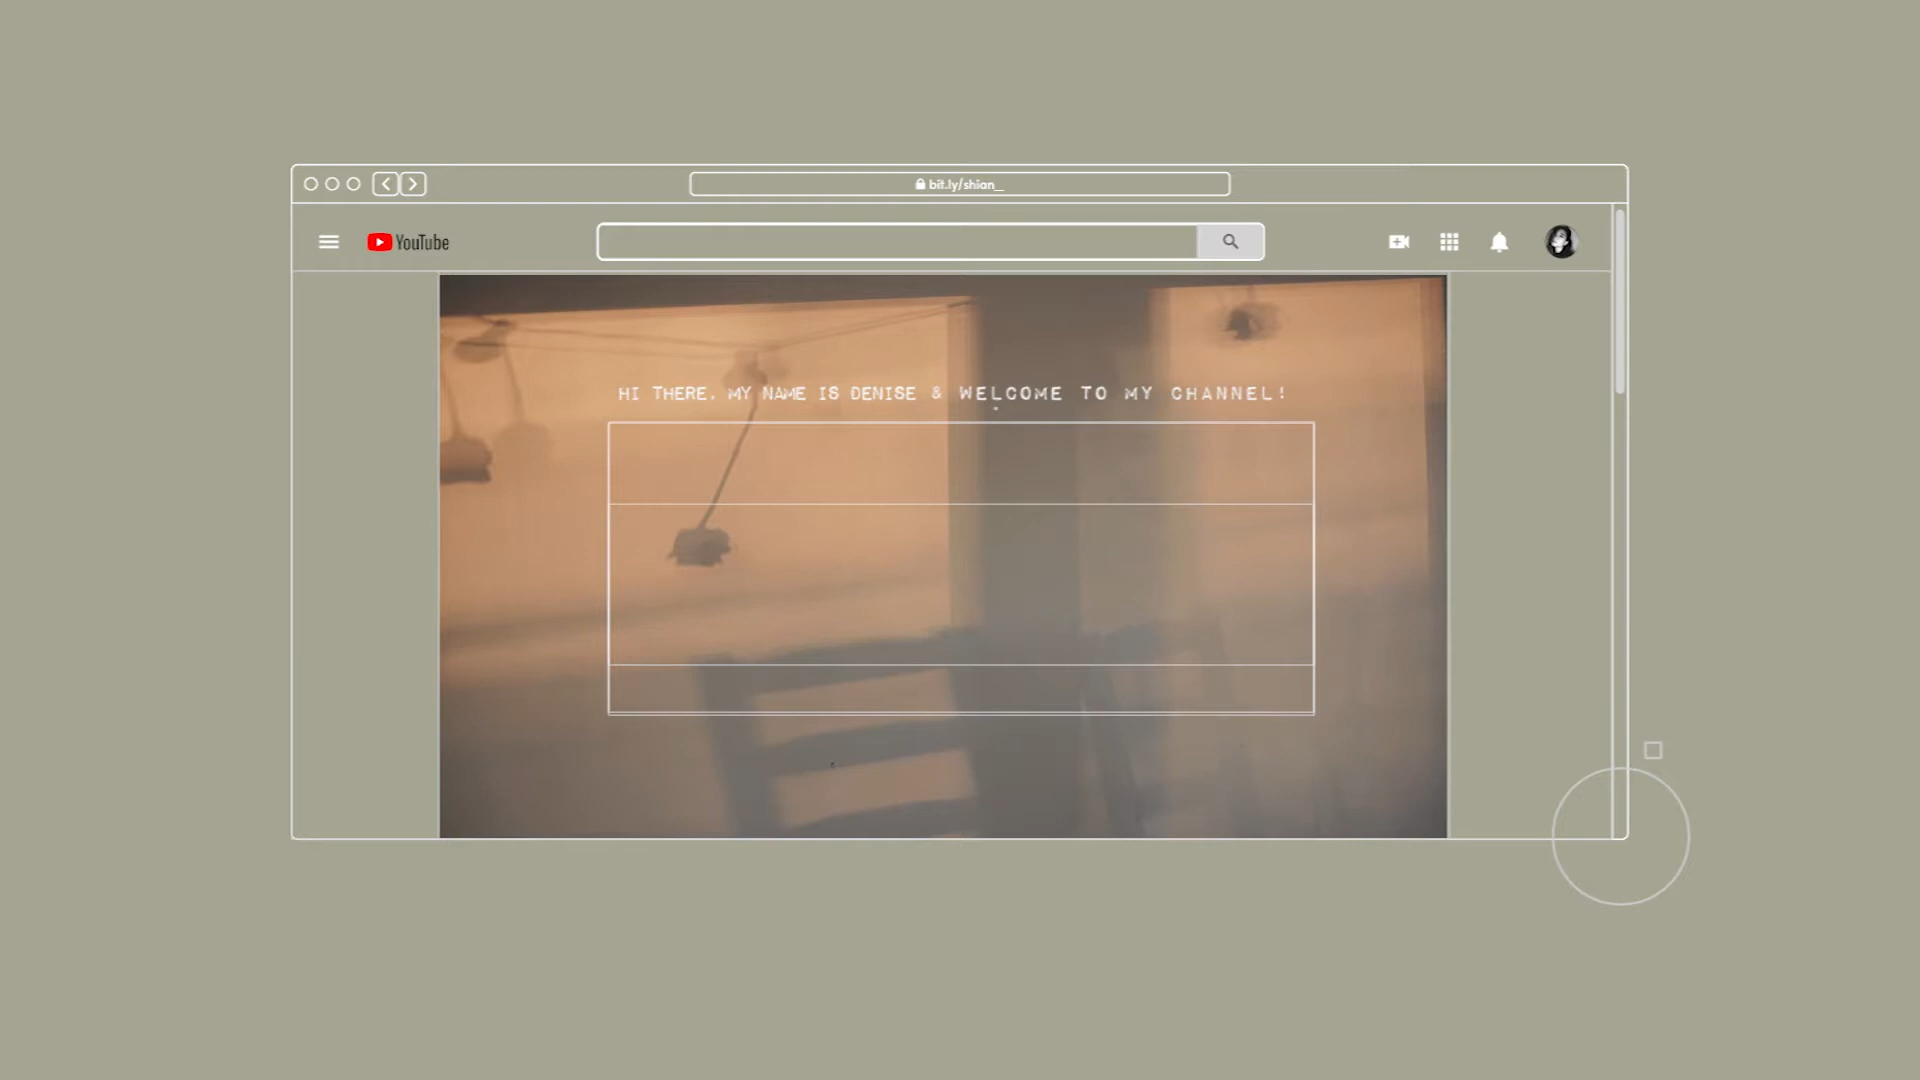 bit.ly/shian_
YouTube
HI THERE. MY NAME IS DENISE & WELCOME TO MY CHANNEL!